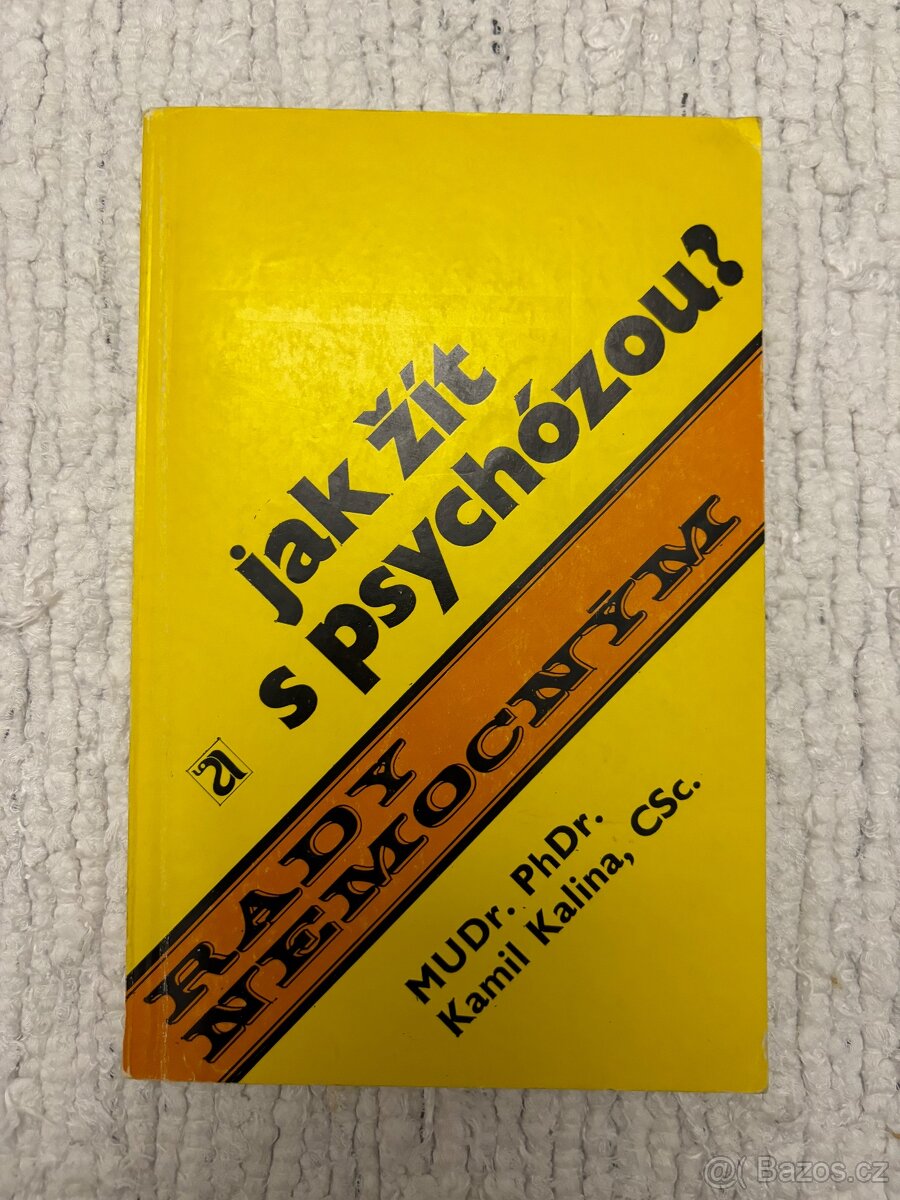 jak žít
s psychózou?
RADY
NEMOCNÝM
MUDr. PhDr.
Kamil Kalina, CSc.
@( Bazos.cz